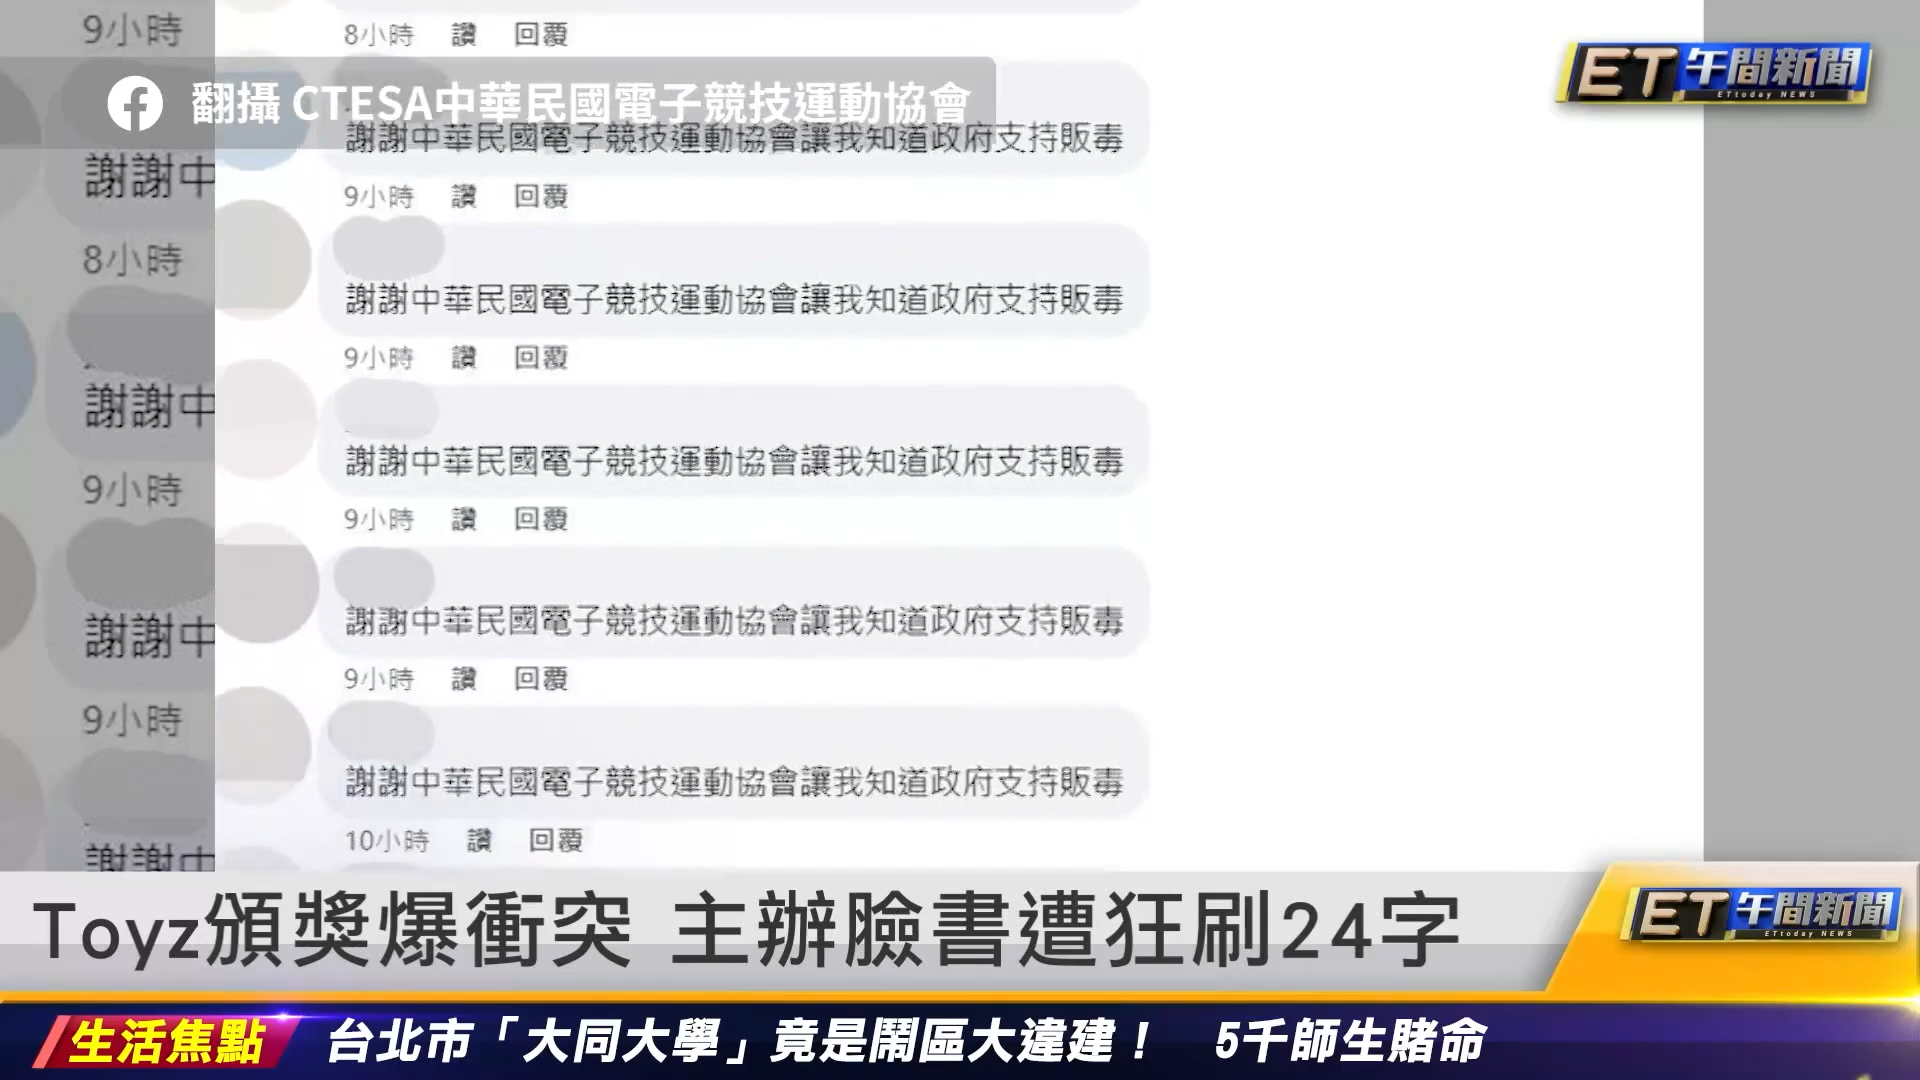 9小時
8小時 讚 回覆
翻攝 CTESA中華民國電子競技運動協會
ET午間新聞
ETtoday NEWS
謝謝中華民國電子競技運動協會讓我知道政府支持販毒
謝謝中
9小時 讚 回覆
8小時
謝謝中華民國電子競技運動協會讓我知道政府支持販毒
9小時 讚 回覆
謝謝中
謝謝中華民國電子競技運動協會讓我知道政府支持販毒
9小時
9小時 讚 回覆
謝謝中華民國電子競技運動協會讓我知道政府支持販毒
謝謝中
9小時 讚 回覆
9小時
謝謝中華民國電子競技運動協會讓我知道政府支持販毒
10小時 讚 回覆
謝謝中
Toyz頒獎爆衝突 主辦臉書遭狂刷24字
ET午間新聞
ETtoday NEWS
生活焦點
台北市「大同大學」竟是鬧區大違建！ 5千師生賭命